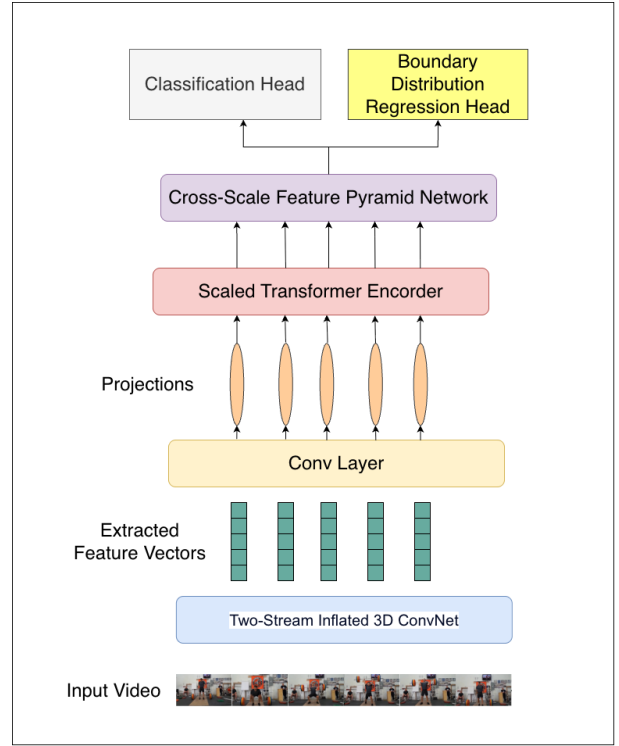 Classification Head
Boundary
Distribution
Regression Head
Cross-Scale Feature Pyramid Network
Scaled Transformer Encorder
Projections
Conv Layer
Extracted
Feature Vectors
Two-Stream Inflated 3D ConvNet
Input Video